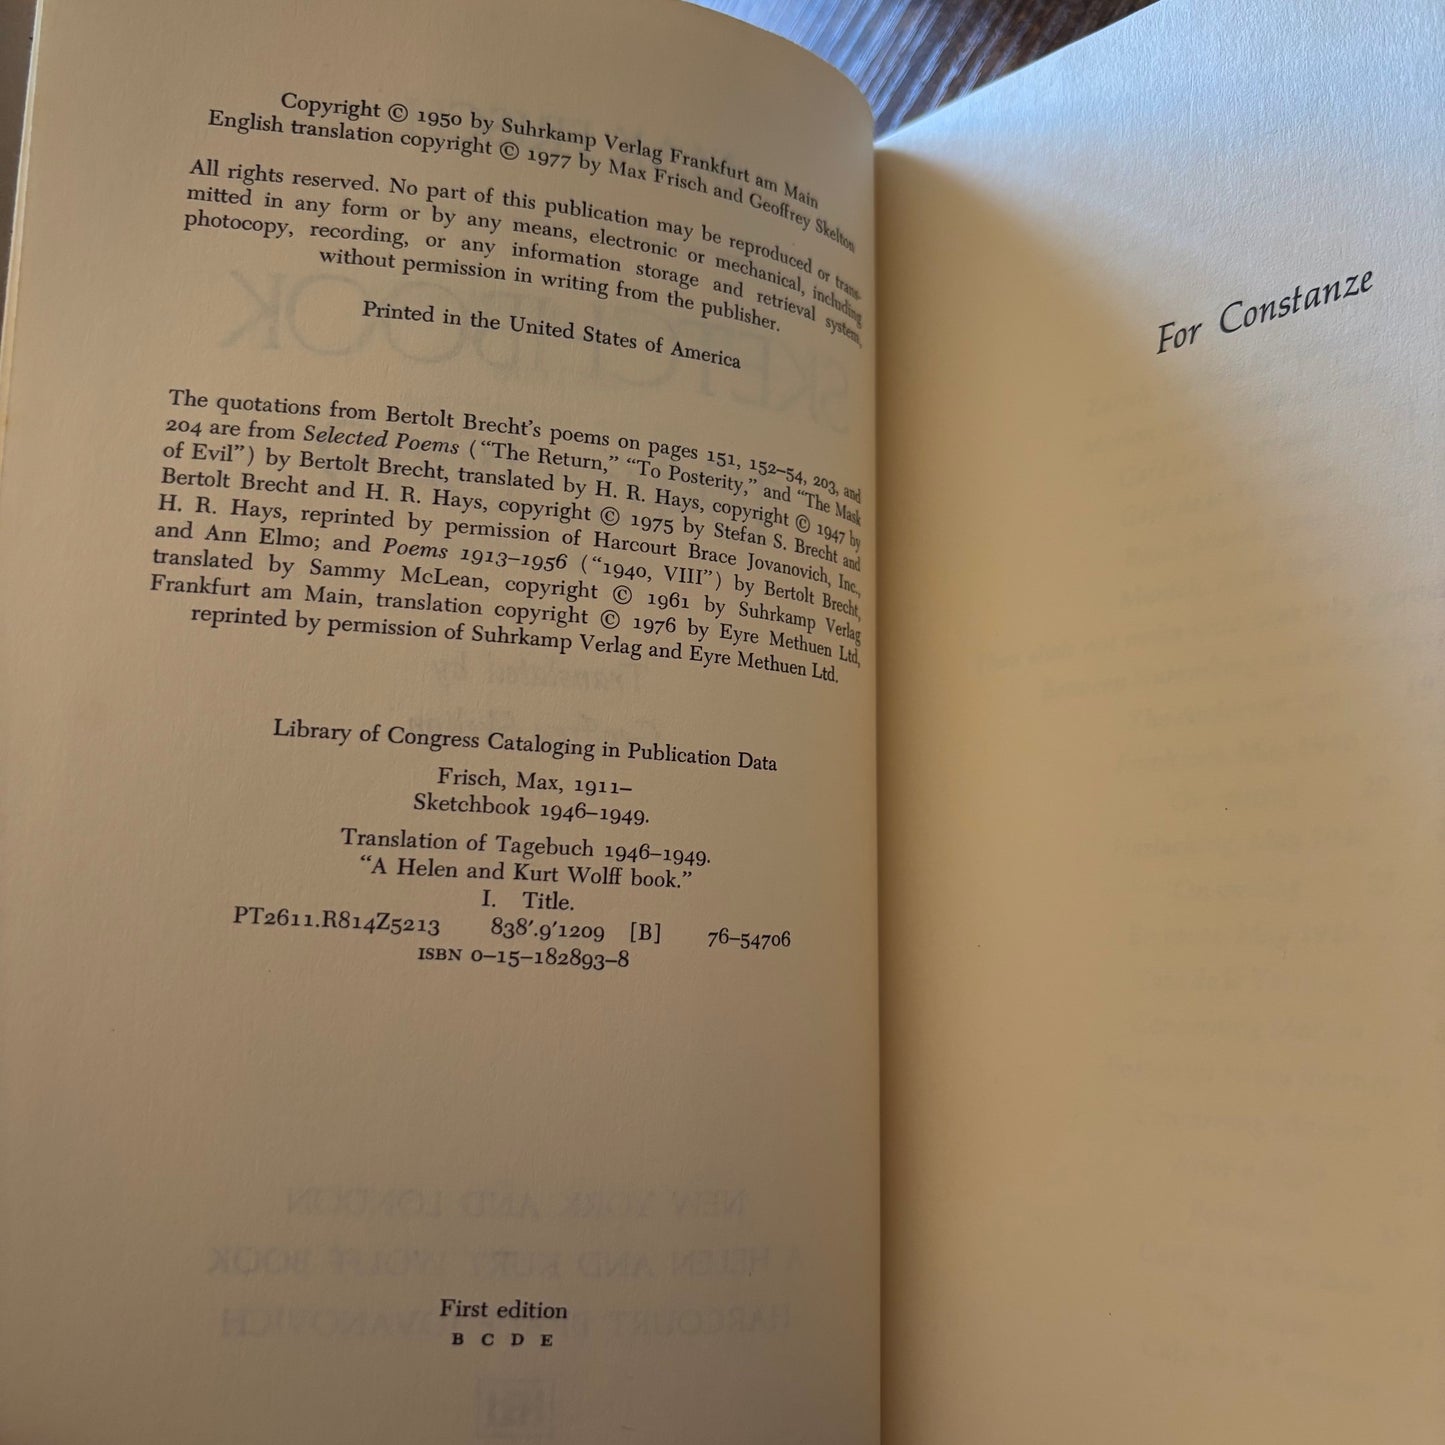 Copyright © 1950 by Suhrkamp Verlag Frankfurt am Main
English translation copyright © 1977 by Max Frisch and Geoffrey Skelton
All rights reserved. No part of this publication may be reproduced or trans-
mitted in any form or by any means, electronic or mechanical, including
photocopy, recording, or any information storage and retrieval system,
without permission in writing from the publisher.
Printed in the United States of America
The quotations from Bertolt Brecht's poems on pages 151, 152–54, 203, and
204 are from Selected Poems (“The Return,” “To Posterity,” and “The Mask
of Evil”) by Bertolt Brecht, translated by H. R. Hays, copyright © 1947 by
Bertolt Brecht and H. R. Hays, copyright © 1975 by Stefan S. Brecht and
H. R. Hays, reprinted by permission of Harcourt Brace Jovanovich, Inc.,
and Ann Elmo; and Poems 1913–1956 (“1940, VIII”) by Bertolt Brecht,
translated by Sammy McLean, copyright © 1961 by Suhrkamp Verlag
Frankfurt am Main, translation copyright © 1976 by Eyre Methuen Ltd,
reprinted by permission of Suhrkamp Verlag and Eyre Methuen Ltd.
Library of Congress Cataloging in Publication Data
Frisch, Max, 1911–
Sketchbook 1946–1949.
Translation of Tagebuch 1946–1949.
“A Helen and Kurt Wolff book.”
I. Title.
PT2611.R814Z5213 838'.9'1209 [B] 76–54706
ISBN 0–15–182893–8
First edition
B C D E
For Constanze